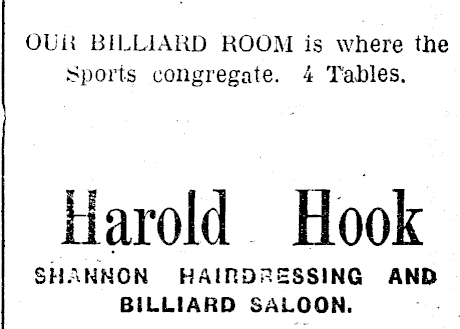 OUR BILLIARD ROOM is where the
Sports congregate. 4 Tables.
Harold Hook
SHANNON HAIRDRESSING AND
BILLIARD SALOON.